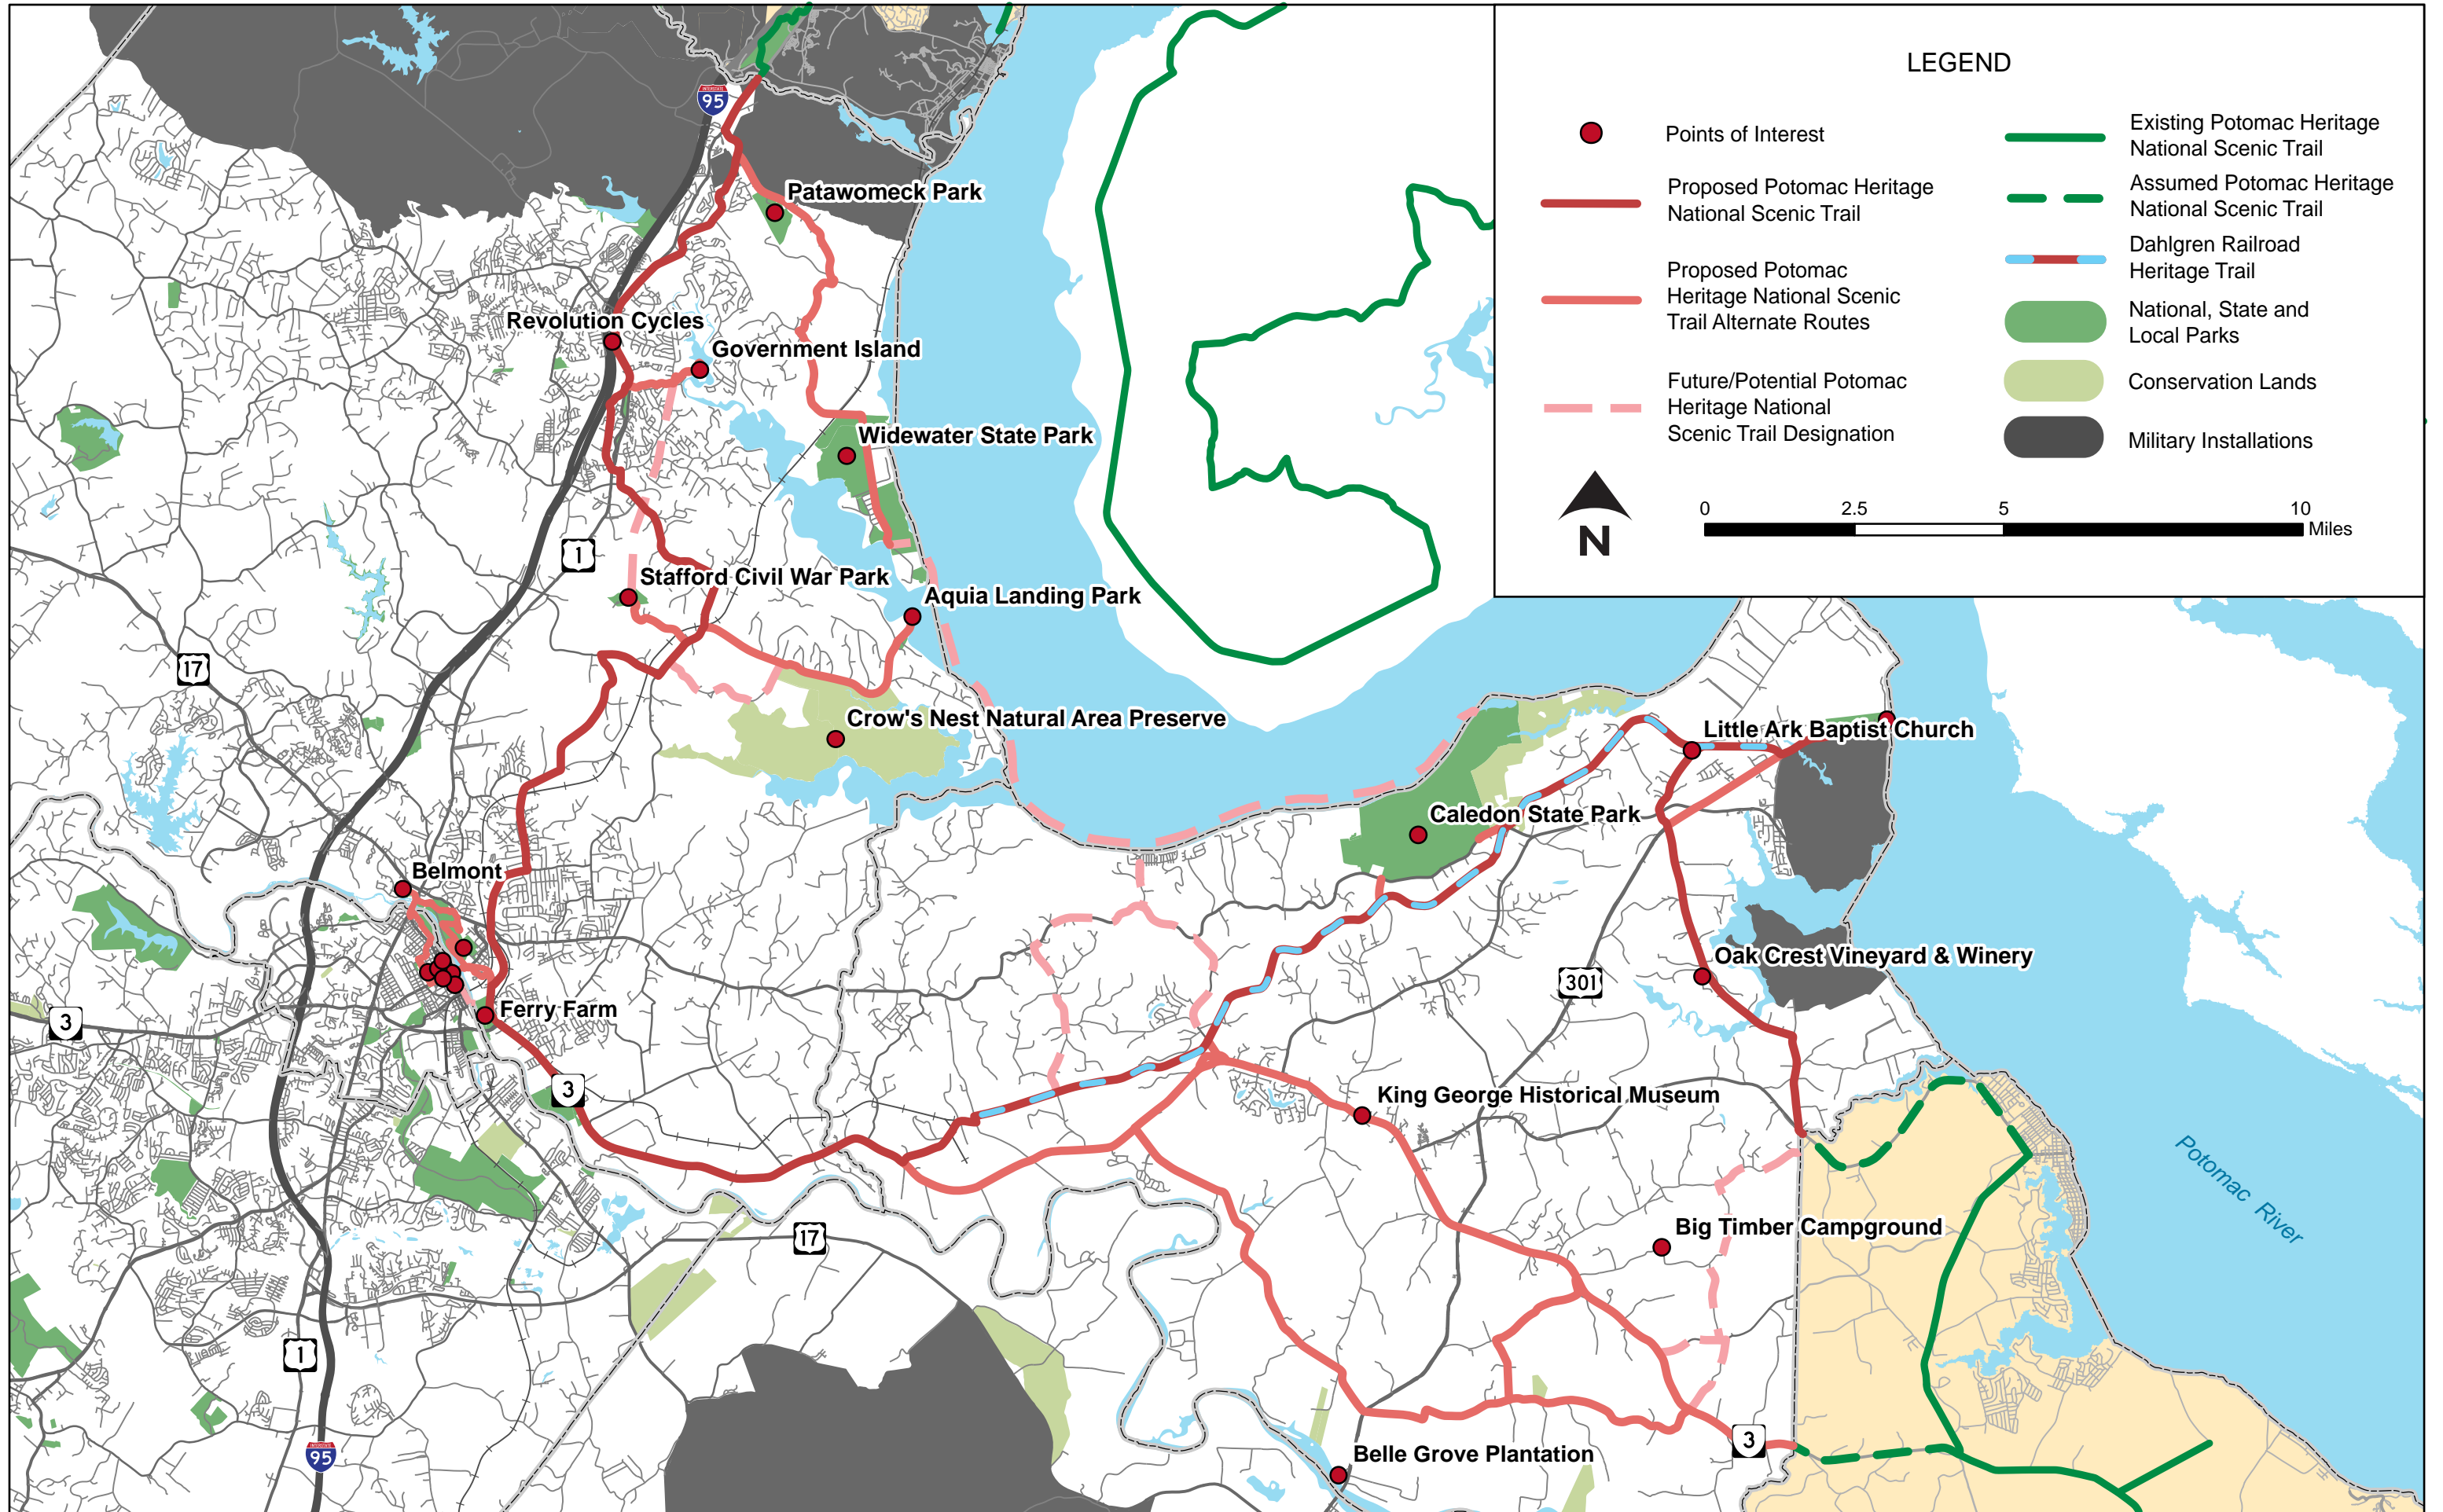 LEGEND
Points of Interest
Proposed Potomac Heritage
National Scenic Trail
Proposed Potomac
Heritage National Scenic
Trail Alternate Routes
Future/Potential Potomac
Heritage National
Scenic Trail Designation
Existing Potomac Heritage
National Scenic Trail
Assumed Potomac Heritage
National Scenic Trail
Dahlgren Railroad
Heritage Trail
National, State and
Local Parks
Conservation Lands
Military Installations
N
0 2.5 5 10
Miles
INTERSTATE
95
Patawomeck Park
Revolution Cycles
Government Island
Widewater State Park
1
Stafford Civil War Park
Aquia Landing Park
17
Crow's Nest Natural Area Preserve
Little Ark Baptist Church
Caledon State Park
Belmont
Oak Crest Vineyard & Winery
301
Ferry Farm
3
3
King George Historical Museum
Potomac River
Big Timber Campground
17
1
3
Belle Grove Plantation
INTERSTATE
95